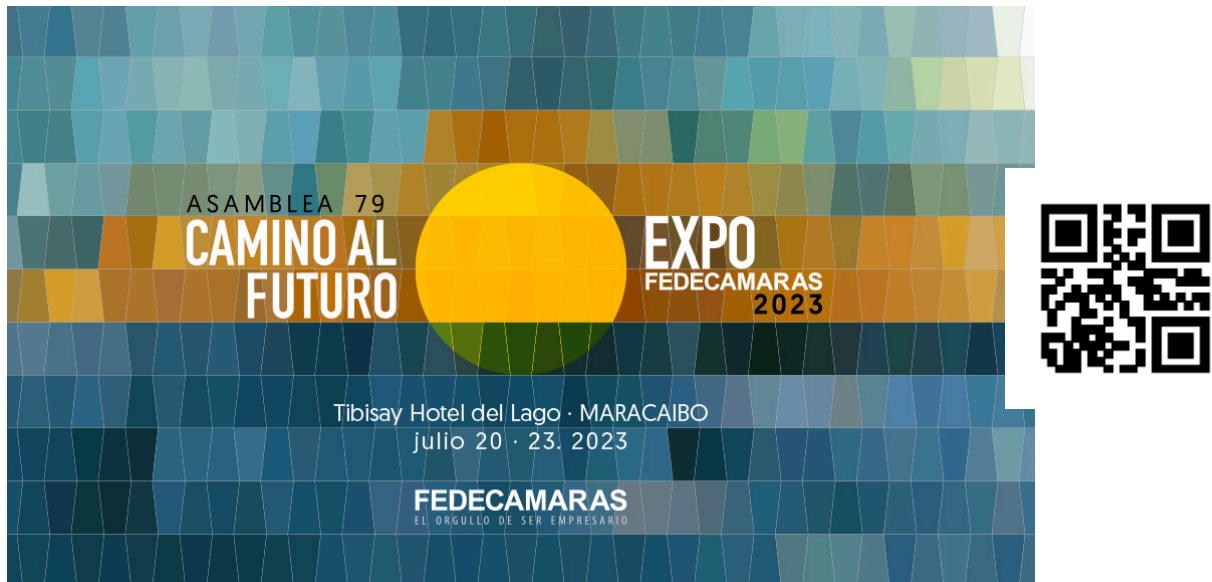 ASAMBLEA 79
CAMINO AL
FUTURO
EXPO
FEDECAMARAS
2023
Tibisay Hotel del Lago · MARACAIBO
julio 20 · 23. 2023
FEDECAMARAS
EL ORGULLO DE SER EMPRESARIO